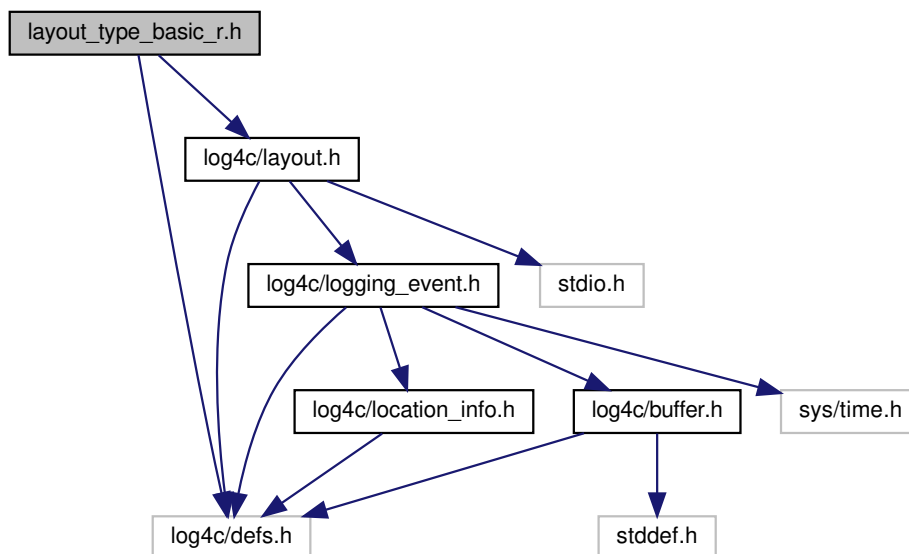 layout_type_basic_r.h
log4c/layout.h
log4c/logging_event.h
stdio.h
log4c/location_info.h
log4c/buffer.h
sys/time.h
log4c/defs.h
stddef.h